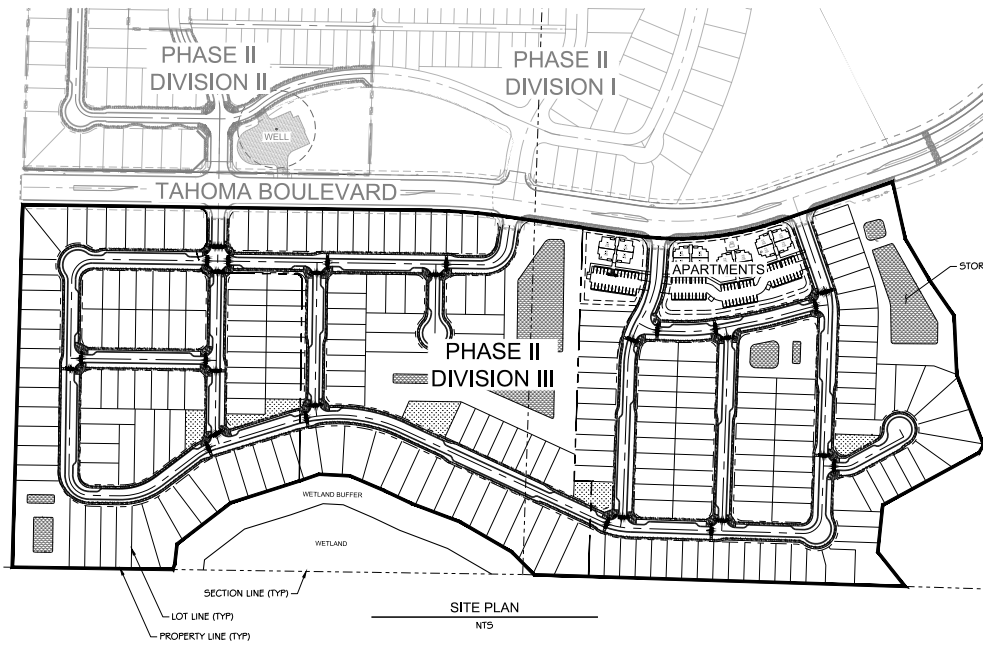 PHASE II
DIVISION II
PHASE II
DIVISION I
WELL
TAHOMA BOULEVARD
APARTMENTS
STOR
PHASE II
DIVISION III
WETLAND BUFFER
WETLAND
SECTION LINE (TYP)
LOT LINE (TYP)
PROPERTY LINE (TYP)
SITE PLAN
NTS